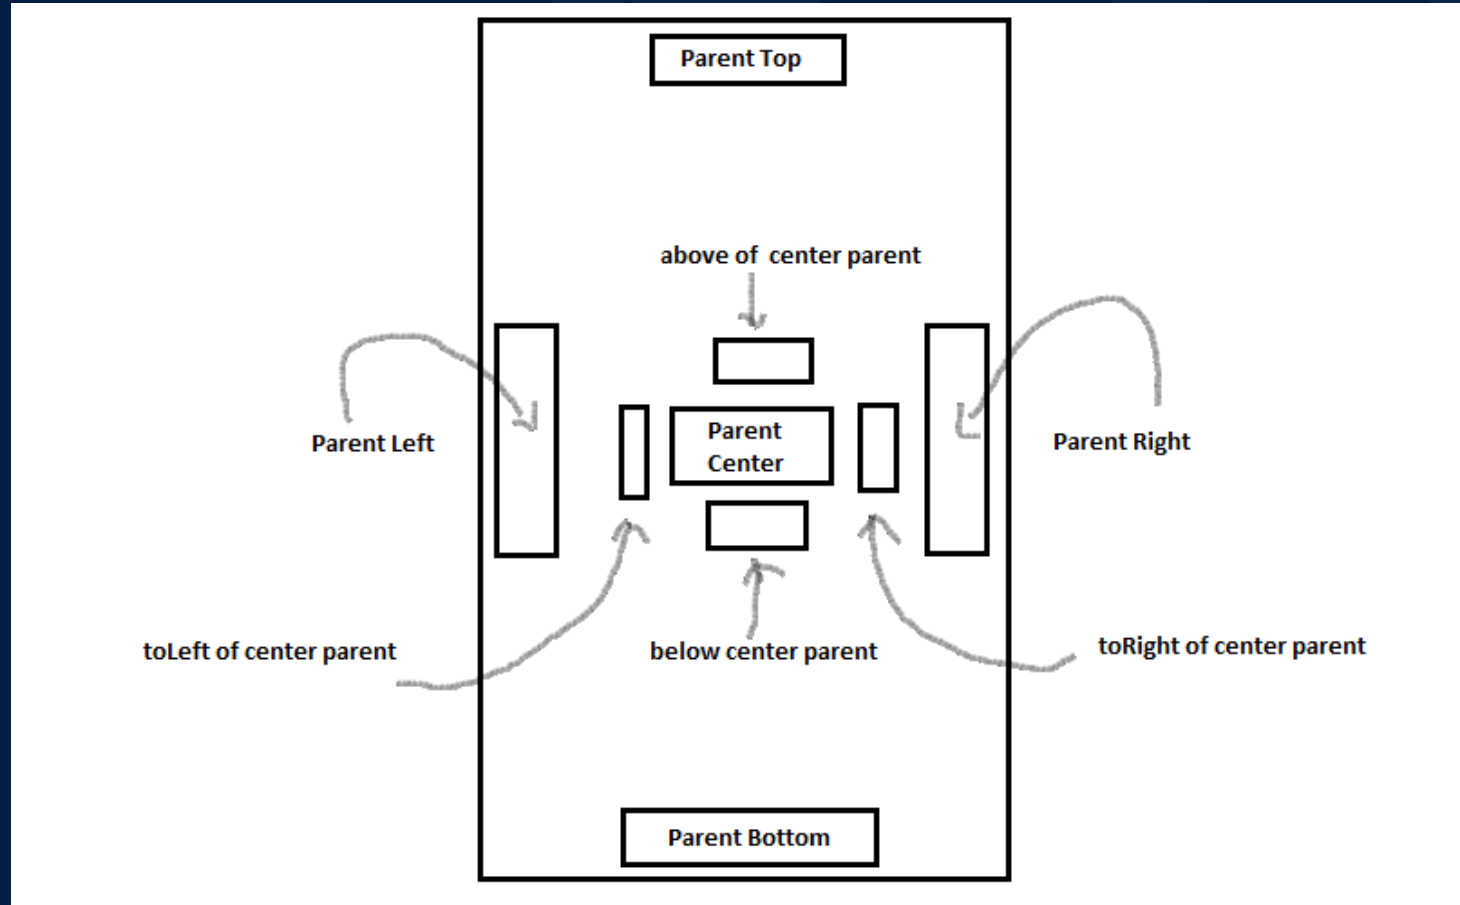 Parent Top
above of center parent
Parent Left
Parent
Center
Parent Right
toLeft of center parent
below center parent
toRight of center parent
Parent Bottom